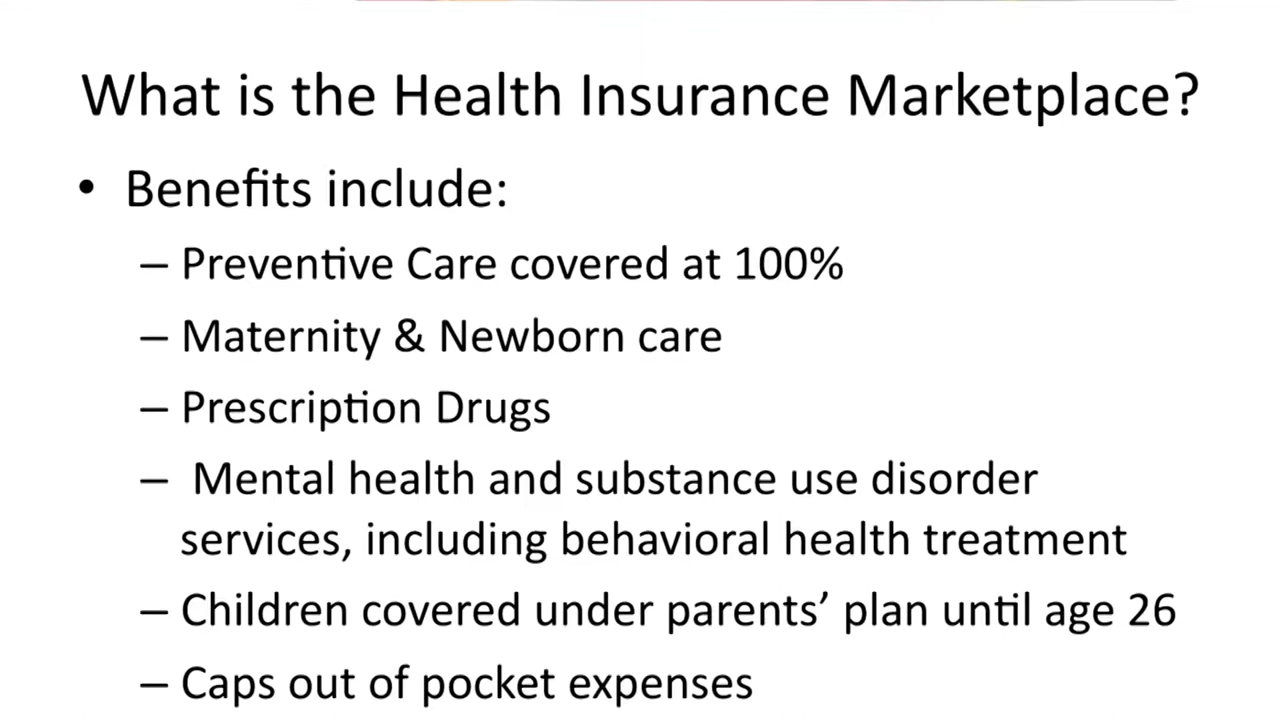 What is the Health Insurance Marketplace?
• Benefits include:
– Preventive Care covered at 100%
– Maternity & Newborn care
– Prescription Drugs
– Mental health and substance use disorder
services, including behavioral health treatment
– Children covered under parents’ plan until age 26
– Caps out of pocket expenses